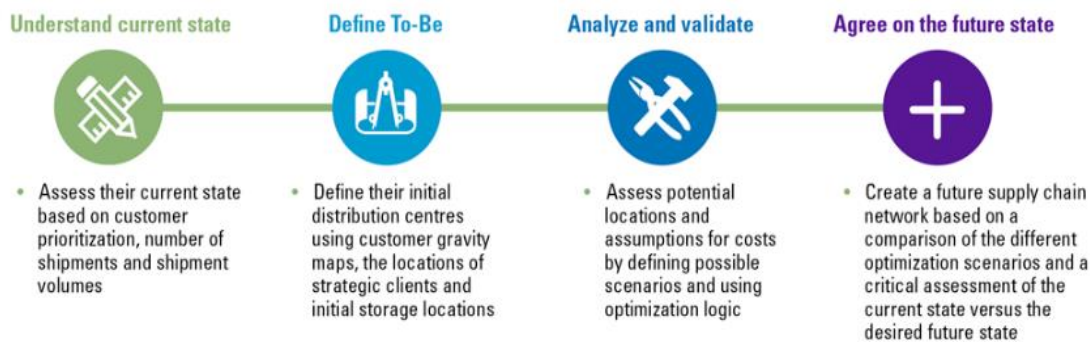 Understand current state
Define To-Be
Analyze and validate
Agree on the future state
• Assess their current state
based on customer
prioritization, number of
shipments and shipment
volumes
• Define their initial
distribution centres
using customer gravity
maps, the locations of
strategic clients and
initial storage locations
• Assess potential
locations and
assumptions for costs
by defining possible
scenarios and using
optimization logic
• Create a future supply chain
network based on a
comparison of the different
optimization scenarios and a
critical assessment of the
current state versus the
desired future state